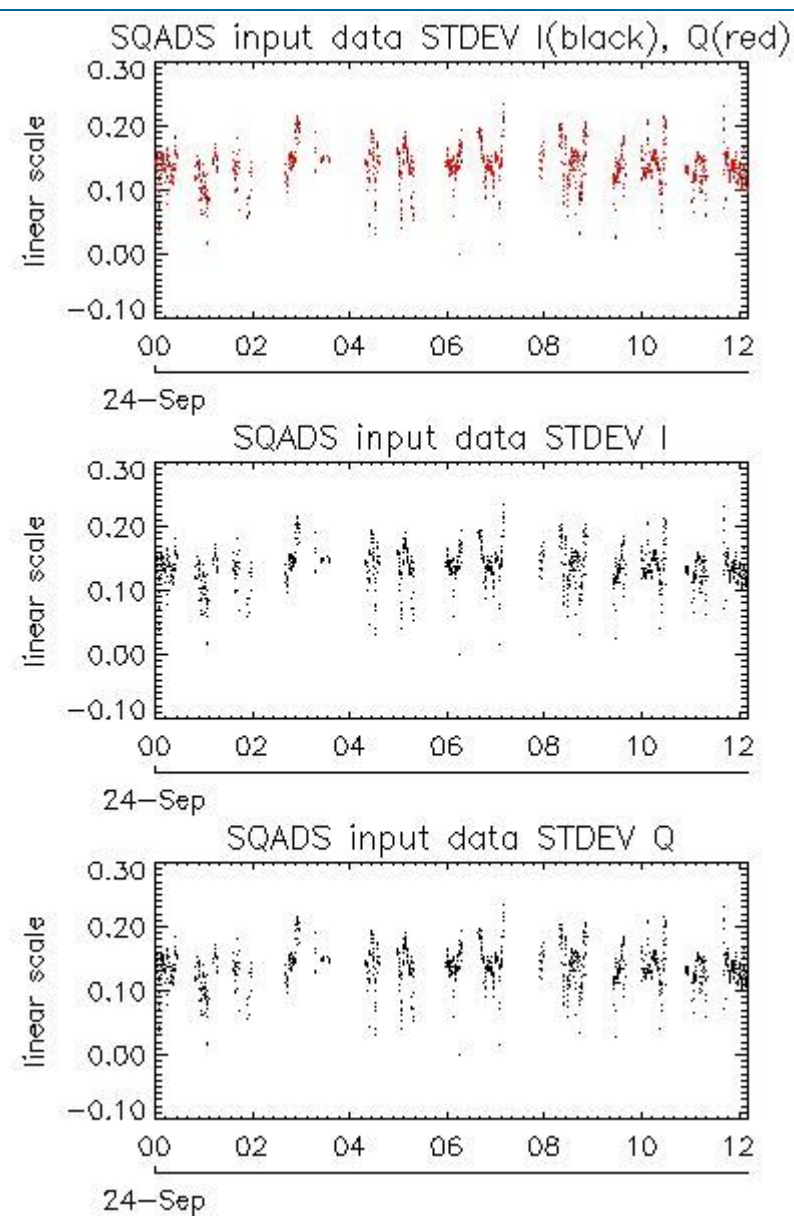 SQADS input data STDEV I(black), Q(red)
0.30
0.20
0.10
0.00
−0.10
linear scale
00 02 04 06 08 10 12
24−Sep
SQADS input data STDEV I
0.30
0.20
0.10
0.00
−0.10
linear scale
00 02 04 06 08 10 12
24−Sep
SQADS input data STDEV Q
0.30
0.20
0.10
0.00
−0.10
linear scale
00 02 04 06 08 10 12
24−Sep